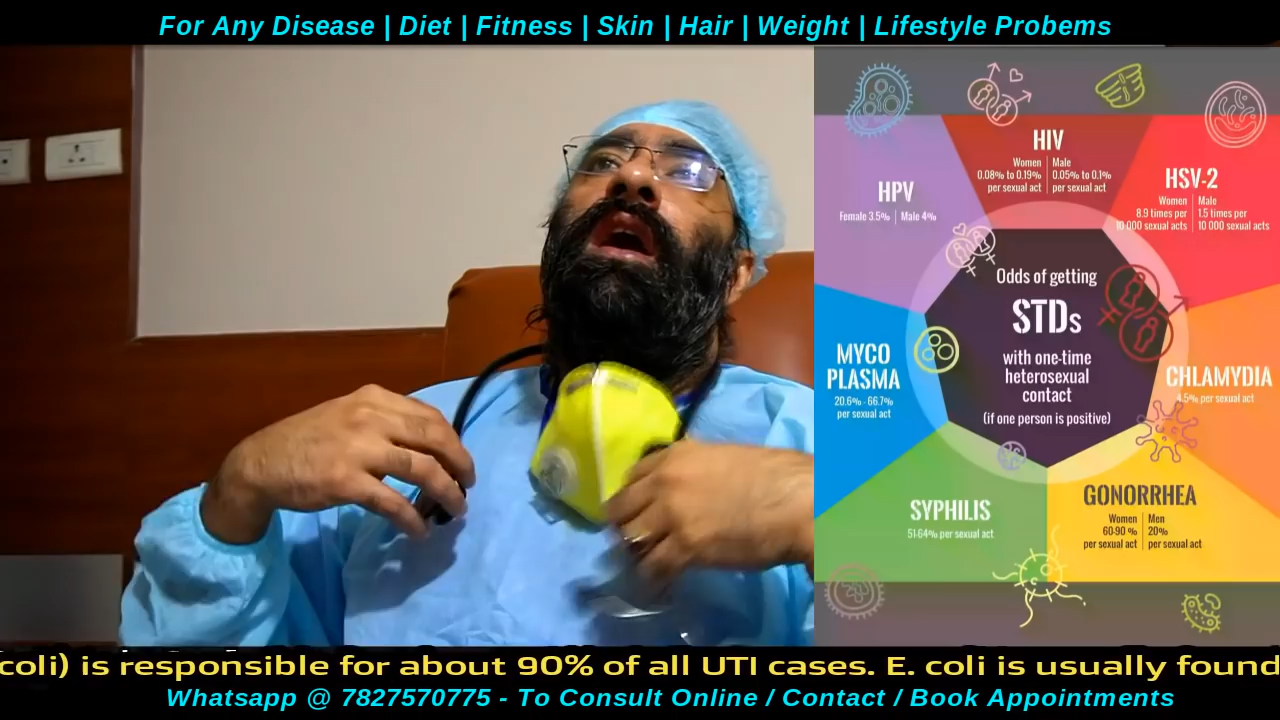 For Any Disease | Diet | Fitness | Skin | Hair | Weight | Lifestyle Probems
HIV
Women
0.08% to 0.19%
per sexual act
Male
0.05% to 0.1%
per sexual act
HPV
Female 3.5% | Male 4%
HSV-2
Women
8.9 times per
10 000 sexual acts
Male
1.5 times per
10 000 sexual acts
Odds of getting
STDs
with one-time
heterosexual
contact
(if one person is positive)
MYCO
PLASMA
20.6% - 66.7%
per sexual act
CHLAMYDIA
4.5% per sexual act
SYPHILIS
51-64% per sexual act
GONORRHEA
Women
60-90 %
per sexual act
Men
20%
per sexual act
coli) is responsible for about 90% of all UTI cases. E. coli is usually found
Whatsapp @ 7827570775 - To Consult Online / Contact / Book Appointments